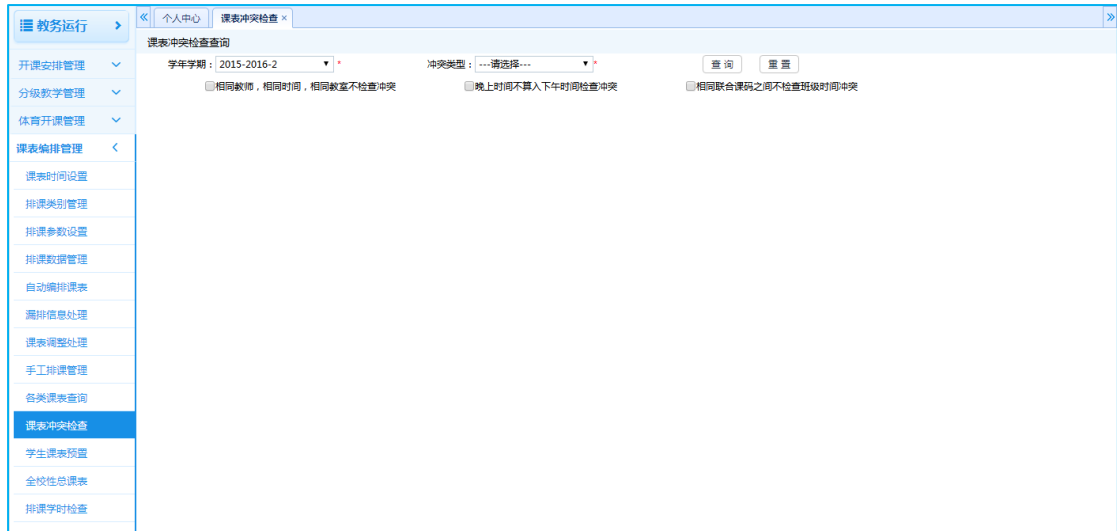 教务运行
个人中心 课表冲突检查 ×
课表冲突检查查询
学年学期：2015-2016-2 * 冲突类型：---请选择--- * 查 询 重 置
相同教师，相同时间，相同教室不检查冲突 晚上时间不算入下午时间检查冲突 相同联合课码之间不检查班级时间冲突
开课安排管理
分级教学管理
体育开课管理
课表编排管理
课表时间设置
排课类别管理
排课参数设置
排课数据管理
自动编排课表
漏排信息处理
课表调整处理
手工排课管理
各类课表查询
课表冲突检查
学生课表预置
全校性总课表
排课学时检查